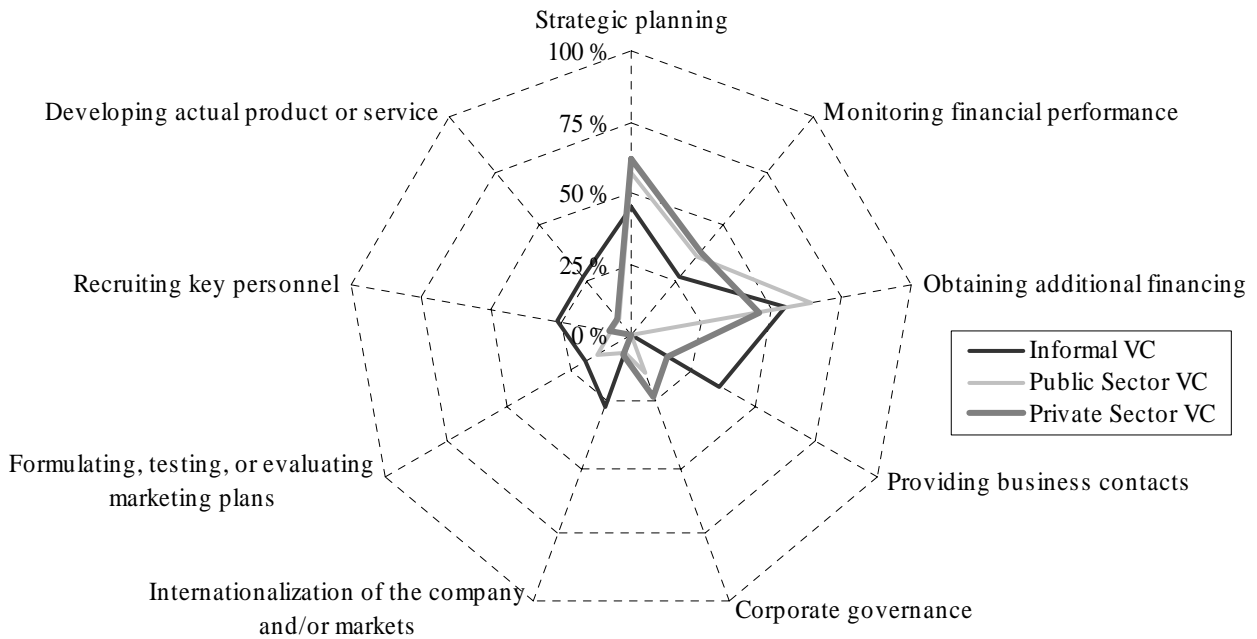 Strategic planning
100 %
Developing actual product or service
Monitoring financial performance
75 %
50 %
25 %
Recruiting key personnel
Obtaining additional financing
0 %
Informal VC
Public Sector VC
Private Sector VC
Formulating, testing, or evaluating
marketing plans
Providing business contacts
Internationalization of the company
and/or markets
Corporate governance